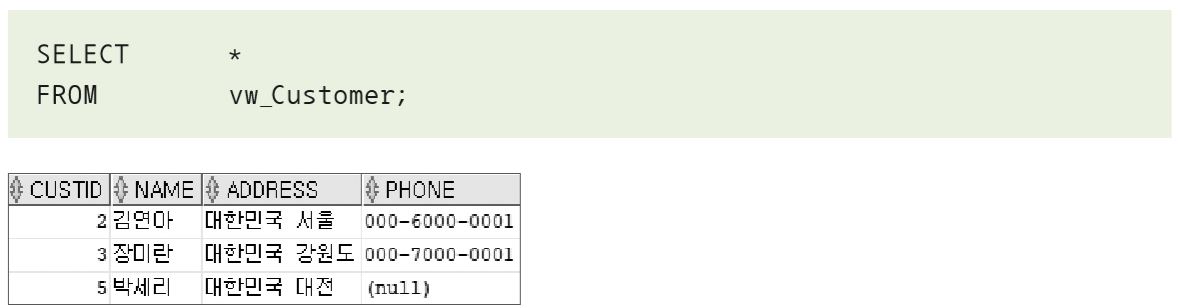 SELECT *
FROM vw_Customer;
CUSTID NAME ADDRESS PHONE
2 김연아 대한민국 서울 000-6000-0001
3 장미란 대한민국 강원도 000-7000-0001
5 박세리 대한민국 대전 (null)